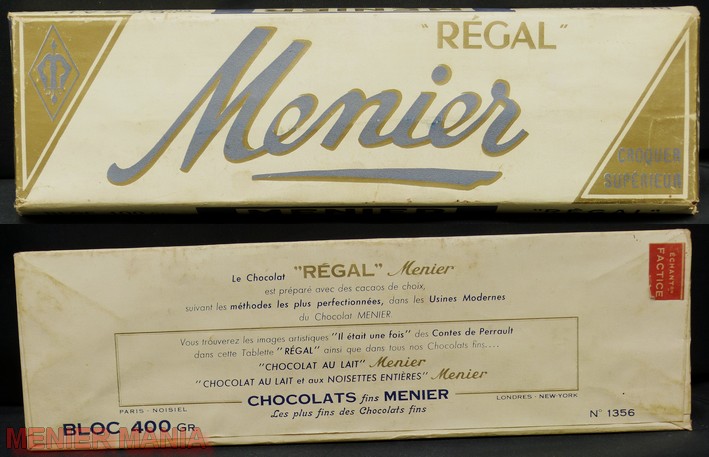 "RÉGAL"
Menier
CROQUER
SUPÉRIEUR
MENIER
"RÉGAL"
ÉCHANT.ON
FACTICE
Le Chocolat "RÉGAL" Menier
est préparé avec des cacaos de choix,
suivant les méthodes les plus perfectionnées, dans les Usines Modernes
du Chocolat MENIER.
Vous trouverez les images artistiques "Il était une fois" des Contes de Perrault
dans cette Tablette "RÉGAL" ainsi que dans tous nos Chocolats fins....
"CHOCOLAT AU LAIT" Menier
"CHOCOLAT AU LAIT et aux NOISETTES ENTIÈRES" Menier
PARIS - NOISIEL
CHOCOLATS fins MENIER
LONDRES - NEW-YORK
Les plus fins des Chocolats fins
BLOC 400 GR.
N° 1356
MENIER MANIA